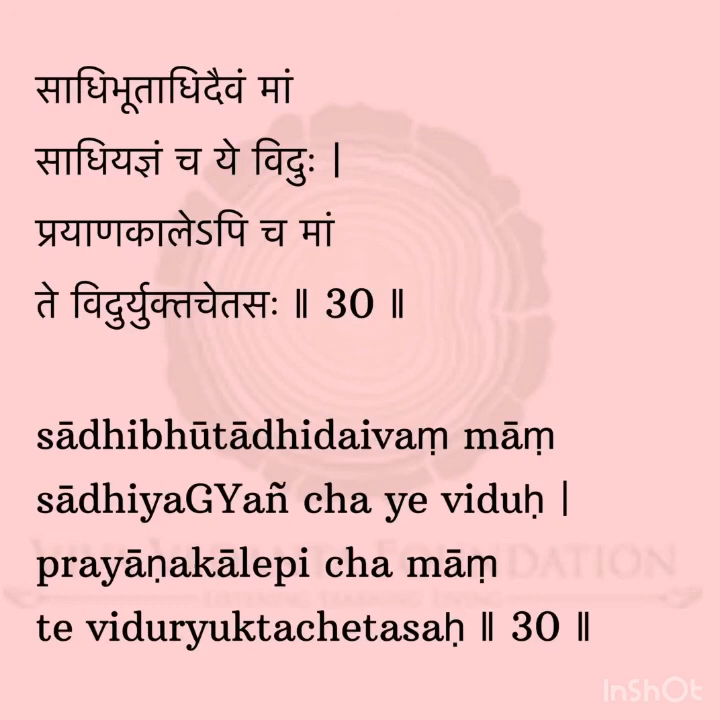 साधिभूताधिदैवं मां
साधियज्ञं च ये विदुः |
प्रयाणकालेऽपि च मां
ते विदुर्युक्तचेतसः ॥ 30 ॥
sādhibhūtādhidaivaṃ māṃ
sādhiyaGYañ cha ye viduḥ |
prayāṇakālepi cha māṃ
te viduryuktachetasaḥ ॥ 30 ॥
InShOt